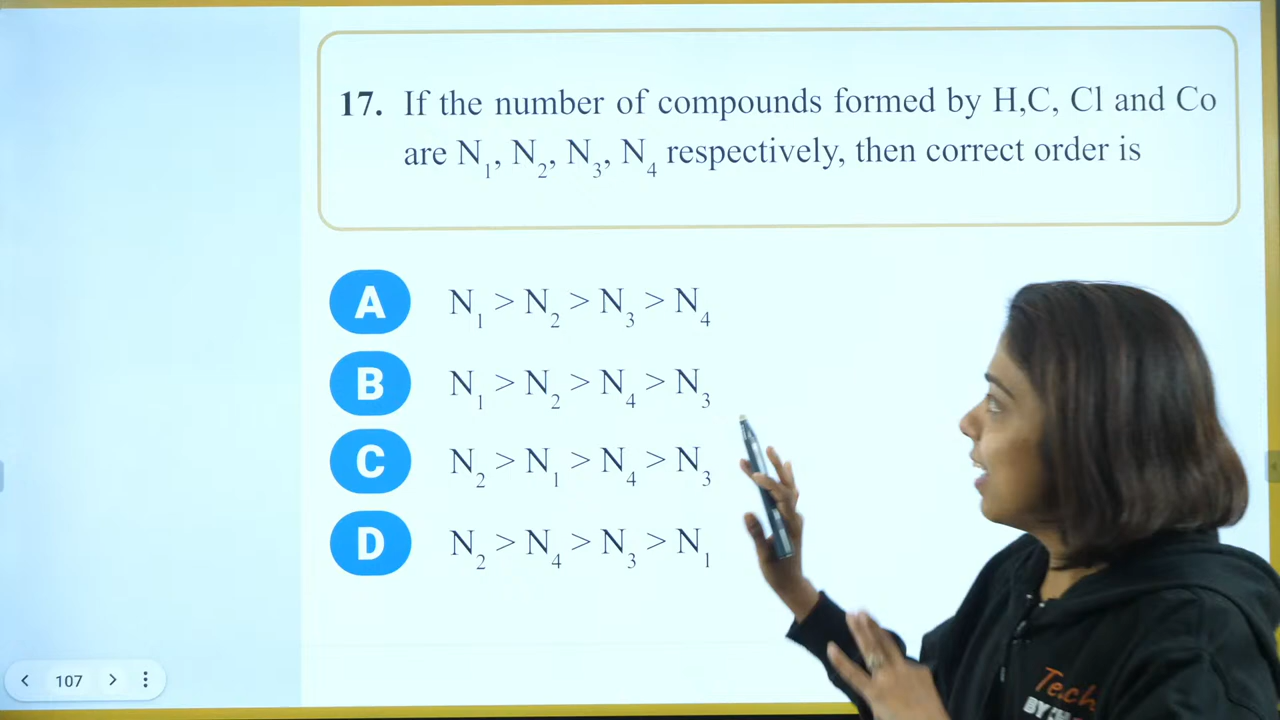 17. If the number of compounds formed by H,C, Cl and Co
are N₁, N₂, N₃, N₄ respectively, then correct order is
A N₁ > N₂ > N₃ > N₄
B N₁ > N₂ > N₄ > N₃
C N₂ > N₁ > N₄ > N₃
D N₂ > N₄ > N₃ > N₁
107
Tech